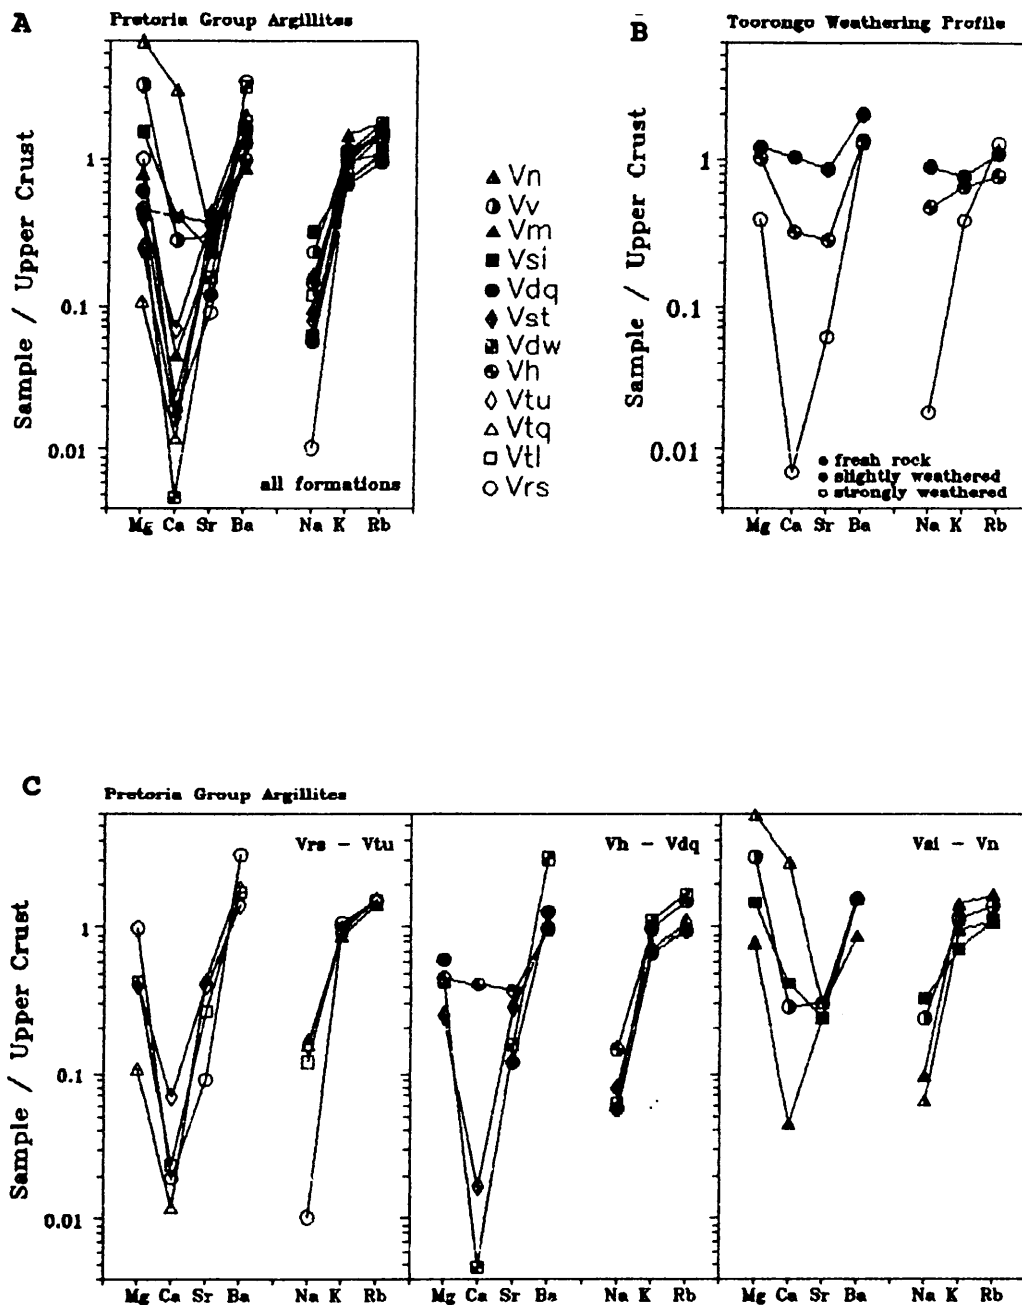 A
Pretoria Group Argillites
Sample / Upper Crust
1
0.1
0.01
all formations
Mg Ca Sr Ba Na K Rb
Vn
Vv
Vm
Vsi
Vdq
Vst
Vdw
Vh
Vtu
Vtq
Vtl
Vrs
B
Toorongo Weathering Profile
Sample / Upper Crust
1
0.1
0.01
fresh rock
slightly weathered
strongly weathered
Mg Ca Sr Ba Na K Rb
C
Pretoria Group Argillites
Sample / Upper Crust
1
0.1
0.01
Vrs - Vtu
Vh - Vdq
Vsi - Vn
Mg Ca Sr Ba Na K Rb
Mg Ca Sr Ba Na K Rb
Mg Ca Sr Ba Na K Rb